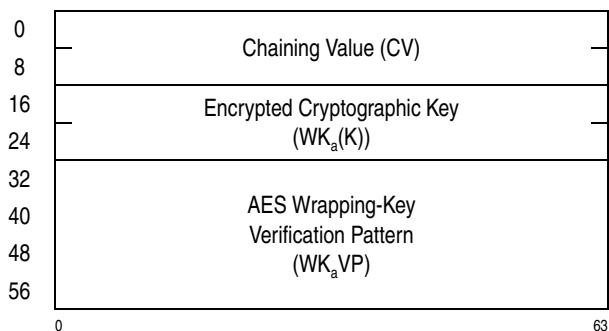 0
8
Chaining Value (CV)
16
24
Encrypted Cryptographic Key
(WKa(K))
32
40
48
56
AES Wrapping-Key
Verification Pattern
(WKaVP)
0 63